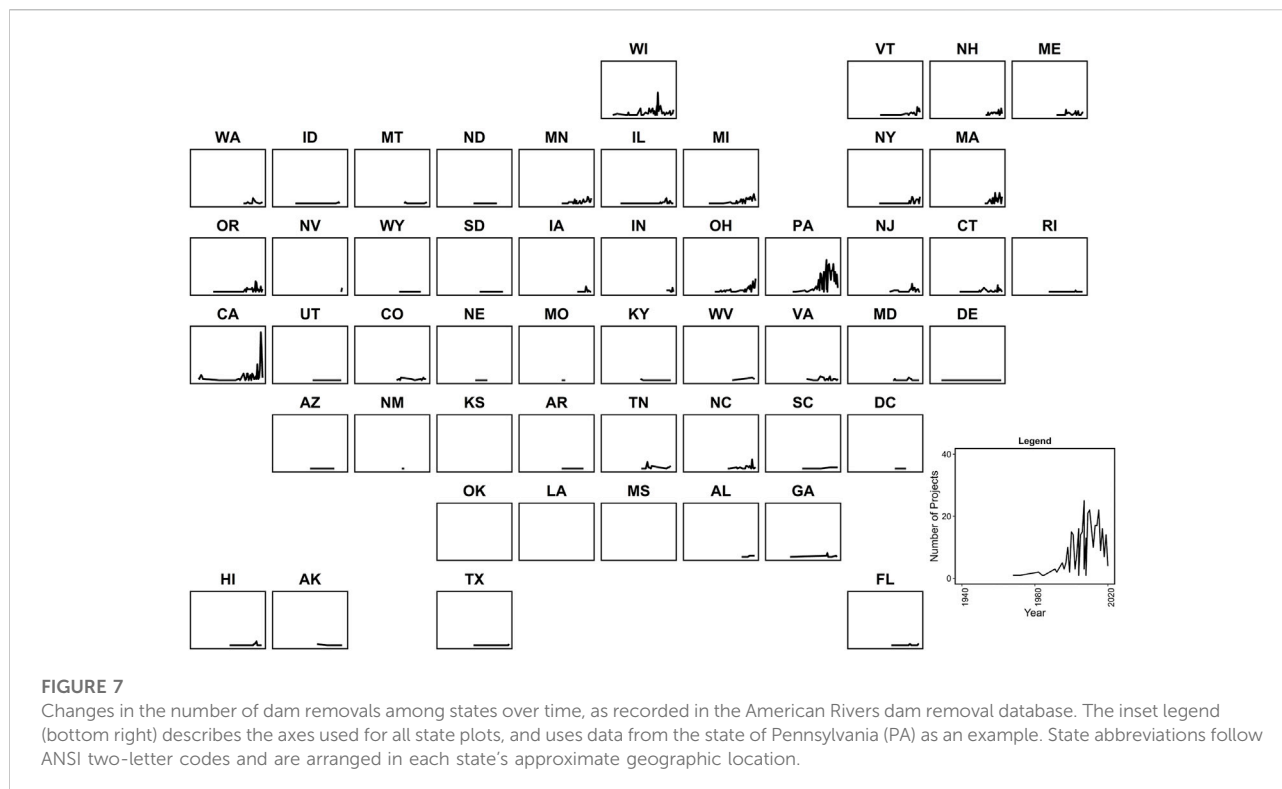 WI VT NH ME
WA ID MT ND MN IL MI NY MA
OR NV WY SD IA IN OH PA NJ CT RI
CA UT CO NE MO KY WV VA MD DE
AZ NM KS AR TN NC SC DC
Legend
40
20
0
Number of Projects
1940 1980 2020
Year
OK LA MS AL GA
HI AK TX FL
FIGURE 7
Changes in the number of dam removals among states over time, as recorded in the American Rivers dam removal database. The inset legend
(bottom right) describes the axes used for all state plots, and uses data from the state of Pennsylvania (PA) as an example. State abbreviations follow
ANSI two-letter codes and are arranged in each state's approximate geographic location.